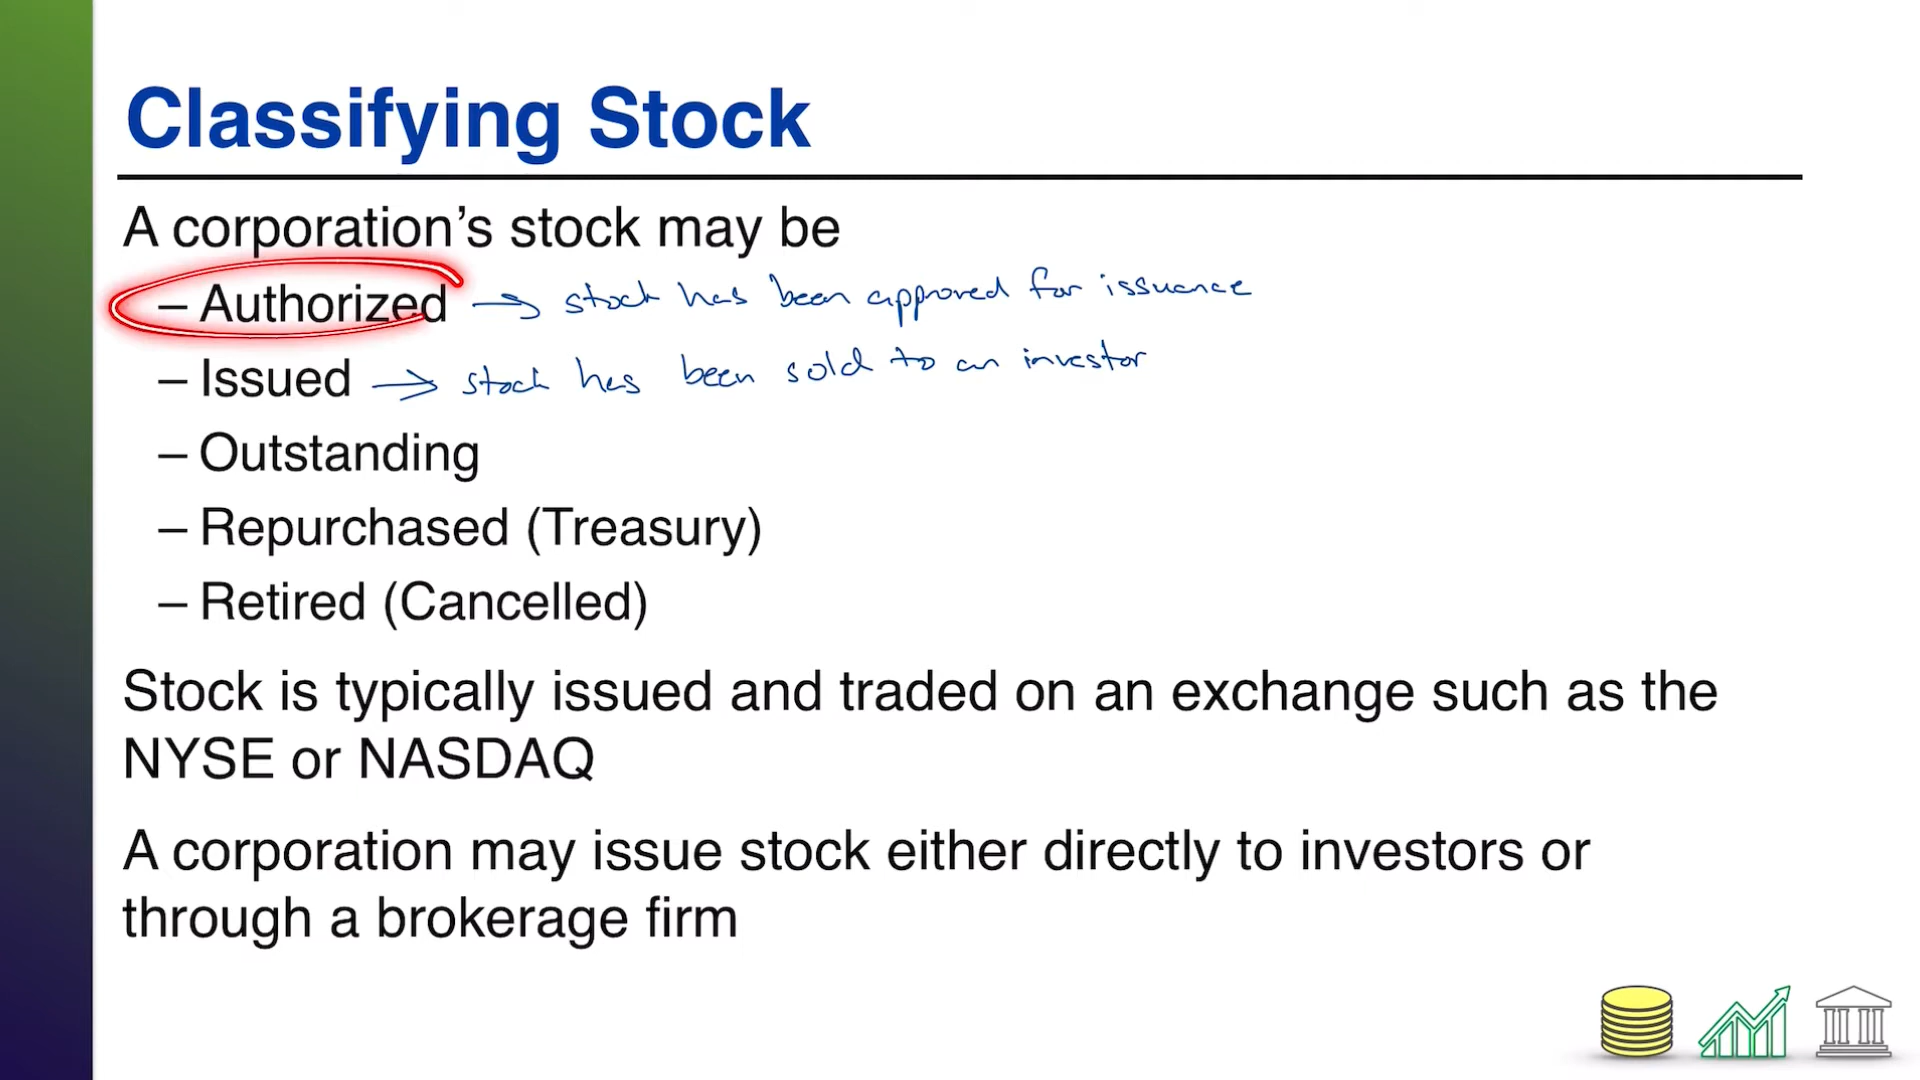 Classifying Stock
A corporation’s stock may be
– Authorized → stock has been approved for issuance
– Issued → stock has been sold to an investor
– Outstanding
– Repurchased (Treasury)
– Retired (Cancelled)
Stock is typically issued and traded on an exchange such as the
NYSE or NASDAQ
A corporation may issue stock either directly to investors or
through a brokerage firm